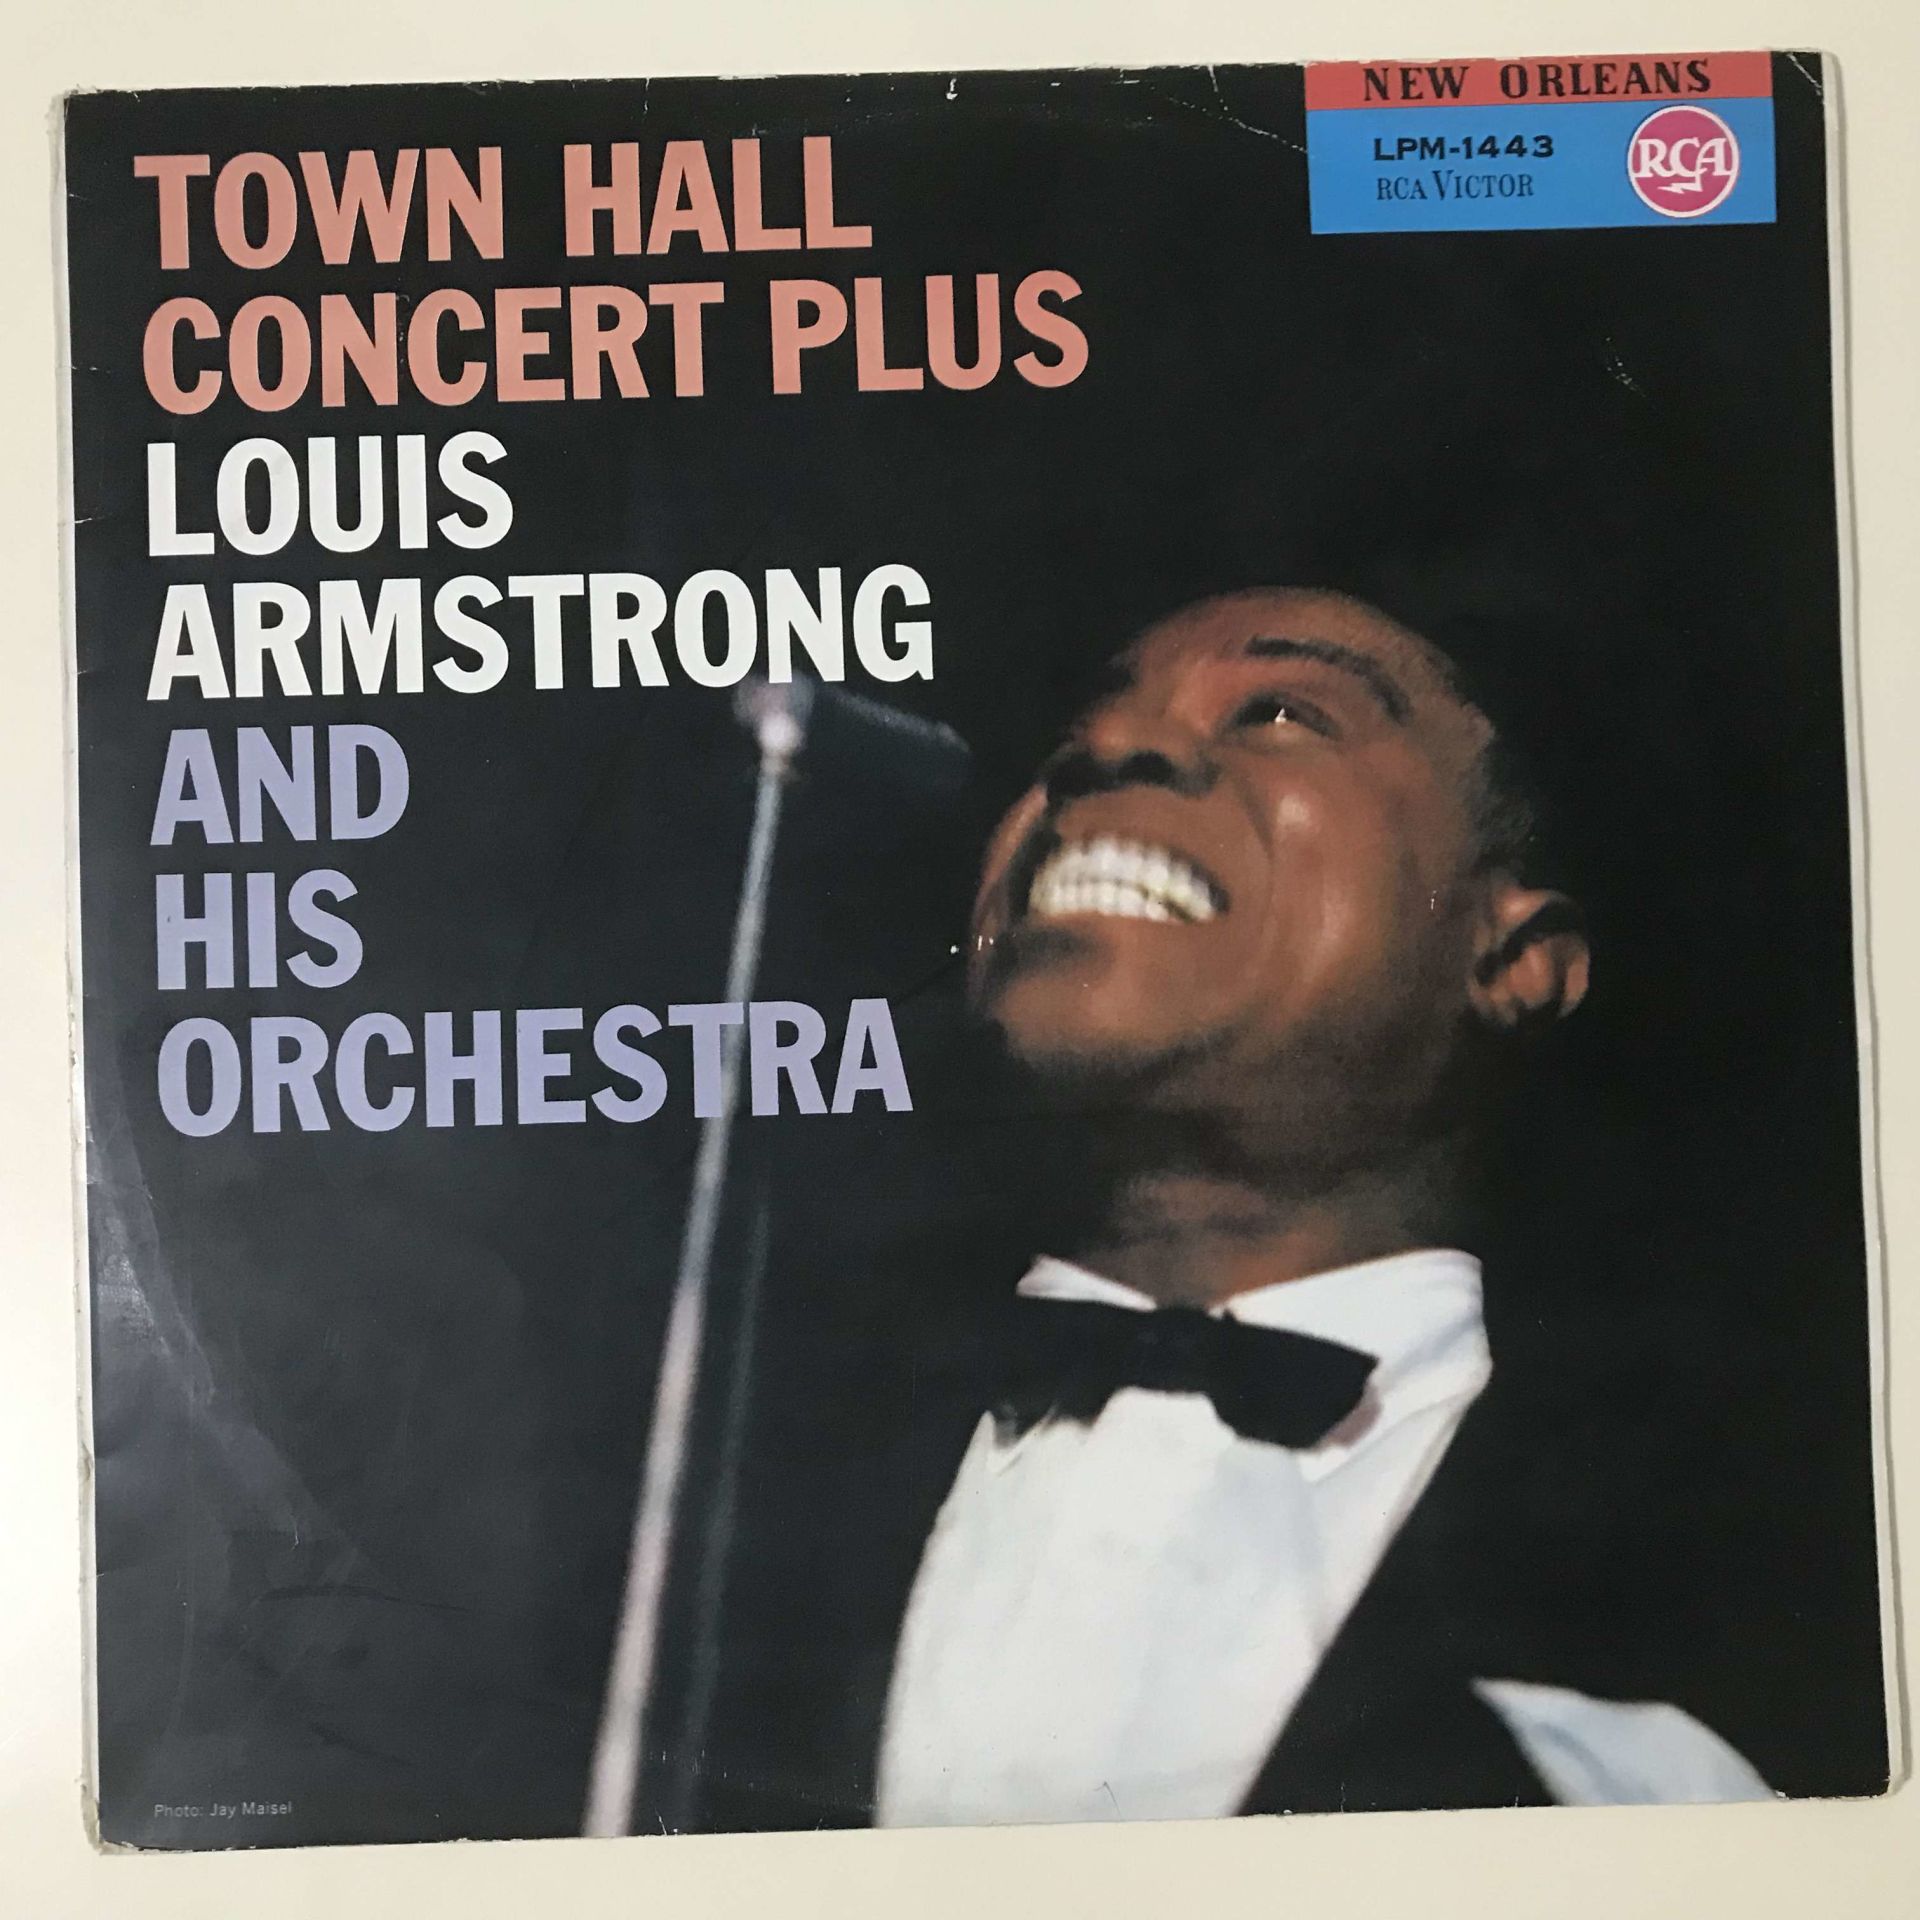 NEW ORLEANS
LPM-1443
RCA VICTOR
RCA
TOWN HALL
CONCERT PLUS
LOUIS
ARMSTRONG
AND
HIS
ORCHESTRA
Photo: Jay Maisel